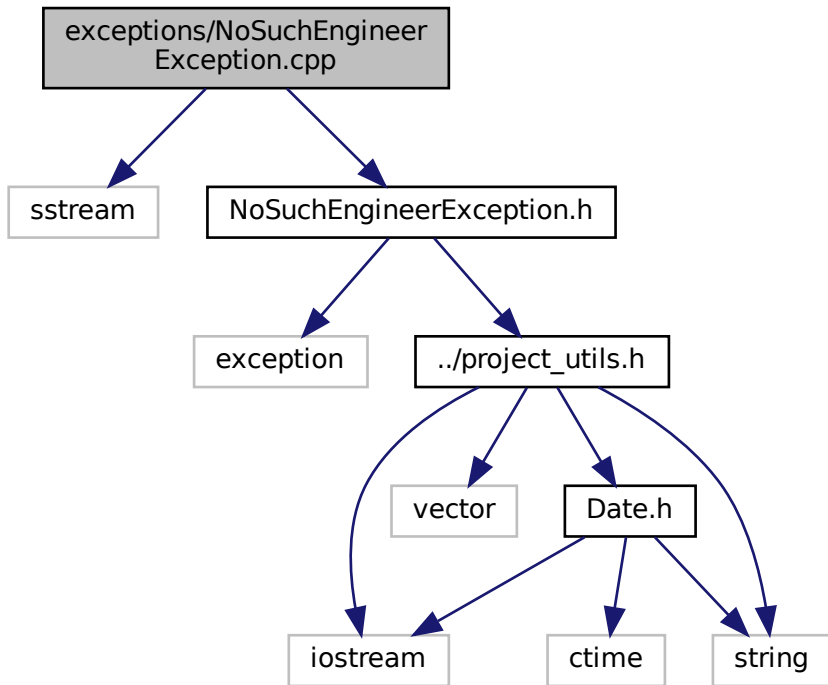 exceptions/NoSuchEngineer
Exception.cpp
sstream
NoSuchEngineerException.h
exception
../project_utils.h
vector
Date.h
iostream
ctime
string